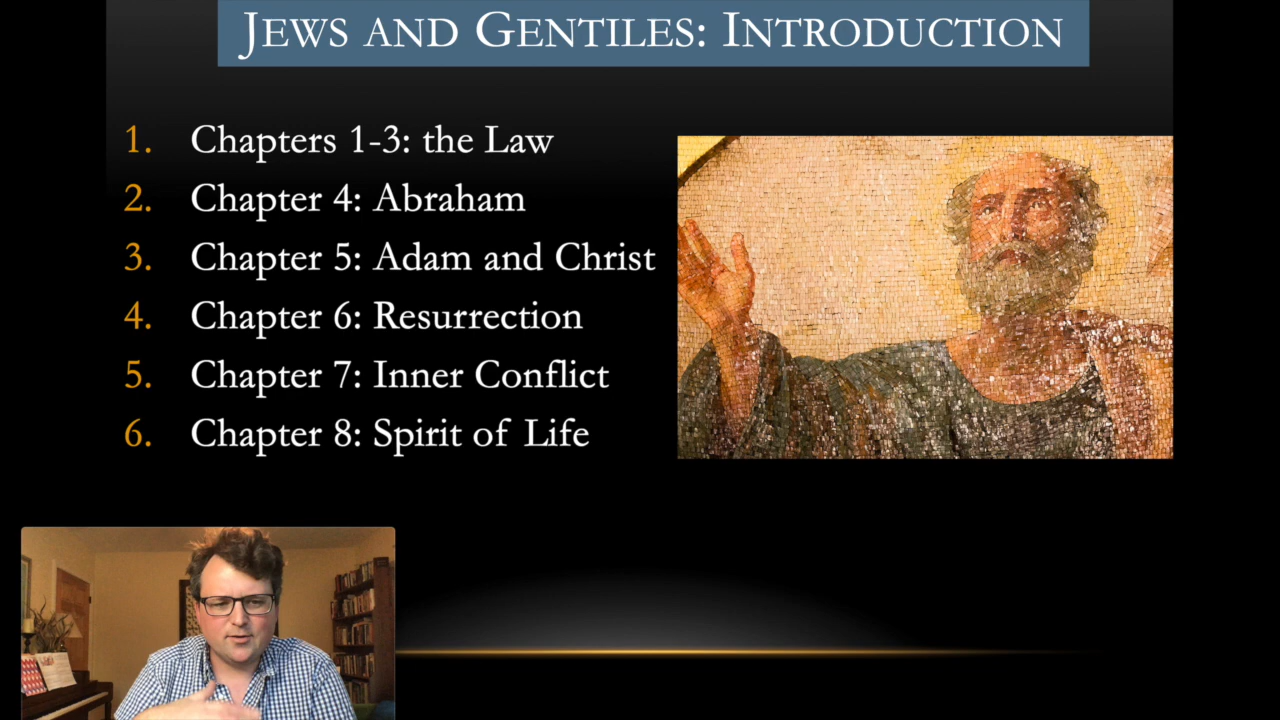 Jews and Gentiles: Introduction
1. Chapters 1-3: the Law
2. Chapter 4: Abraham
3. Chapter 5: Adam and Christ
4. Chapter 6: Resurrection
5. Chapter 7: Inner Conflict
6. Chapter 8: Spirit of Life